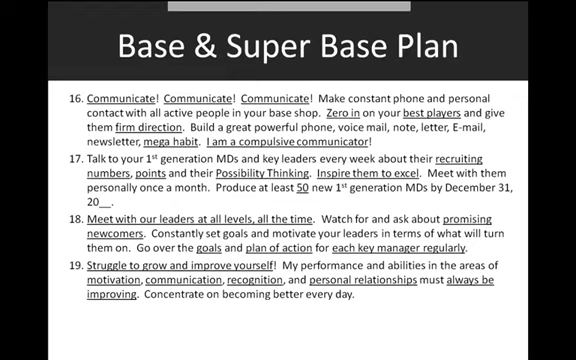 Base & Super Base Plan
16. Communicate! Communicate! Communicate! Make constant phone and personal
contact with all active people in your base shop. Zero in on your best players and give
them firm direction. Build a great powerful phone, voice mail, note, letter, E-mail,
newsletter, mega habit. I am a compulsive communicator!
17. Talk to your 1st generation MDs and key leaders every week about their recruiting
numbers, points and their Possibility Thinking. Inspire them to excel. Meet with them
personally once a month. Produce at least 50 new 1st generation MDs by December 31,
20__.
18. Meet with our leaders at all levels, all the time. Watch for and ask about promising
newcomers. Constantly set goals and motivate your leaders in terms of what will turn
them on. Go over the goals and plan of action for each key manager regularly.
19. Struggle to grow and improve yourself! My performance and abilities in the areas of
motivation, communication, recognition, and personal relationships must always be
improving. Concentrate on becoming better every day.